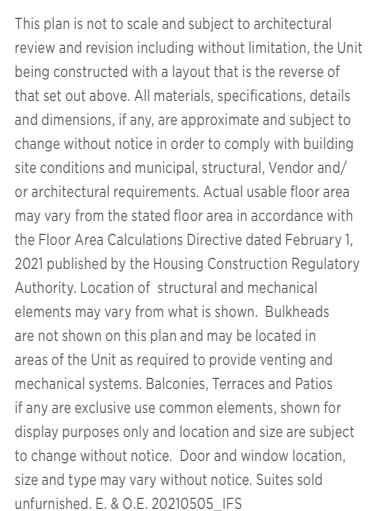 This plan is not to scale and subject to architectural
review and revision including without limitation, the Unit
being constructed with a layout that is the reverse of
that set out above. All materials, specifications, details
and dimensions, if any, are approximate and subject to
change without notice in order to comply with building
site conditions and municipal, structural, Vendor and/
or architectural requirements. Actual usable floor area
may vary from the stated floor area in accordance with
the Floor Area Calculations Directive dated February 1,
2021 published by the Housing Construction Regulatory
Authority. Location of  structural and mechanical
elements may vary from what is shown.  Bulkheads
are not shown on this plan and may be located in
areas of the Unit as required to provide venting and
mechanical systems. Balconies, Terraces and Patios
if any are exclusive use common elements, shown for
display purposes only and location and size are subject
to change without notice.  Door and window location,
size and type may vary without notice. Suites sold
unfurnished. E. & O.E. 20210505_IFS